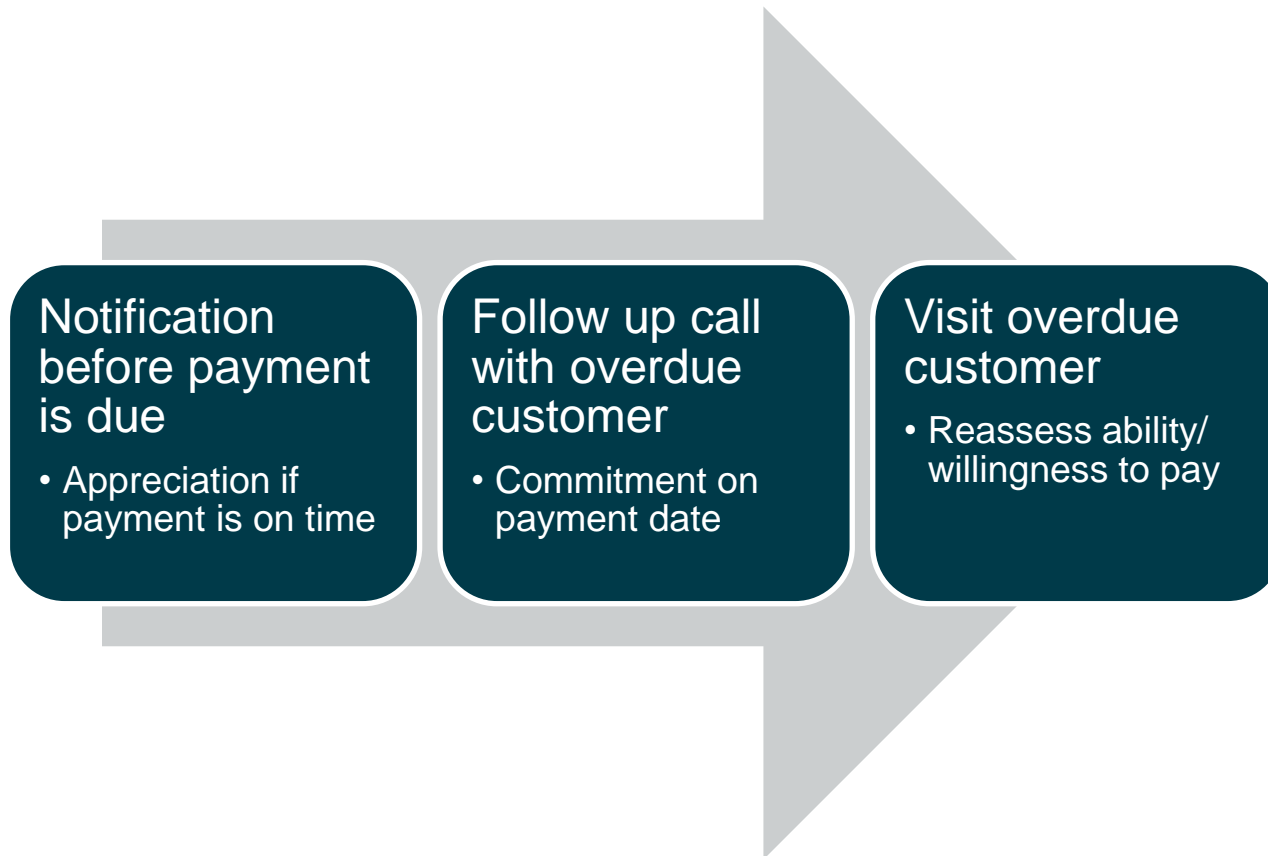 Notification
before payment
is due
• Appreciation if
payment is on time
Follow up call
with overdue
customer
• Commitment on
payment date
Visit overdue
customer
• Reassess ability/
willingness to pay